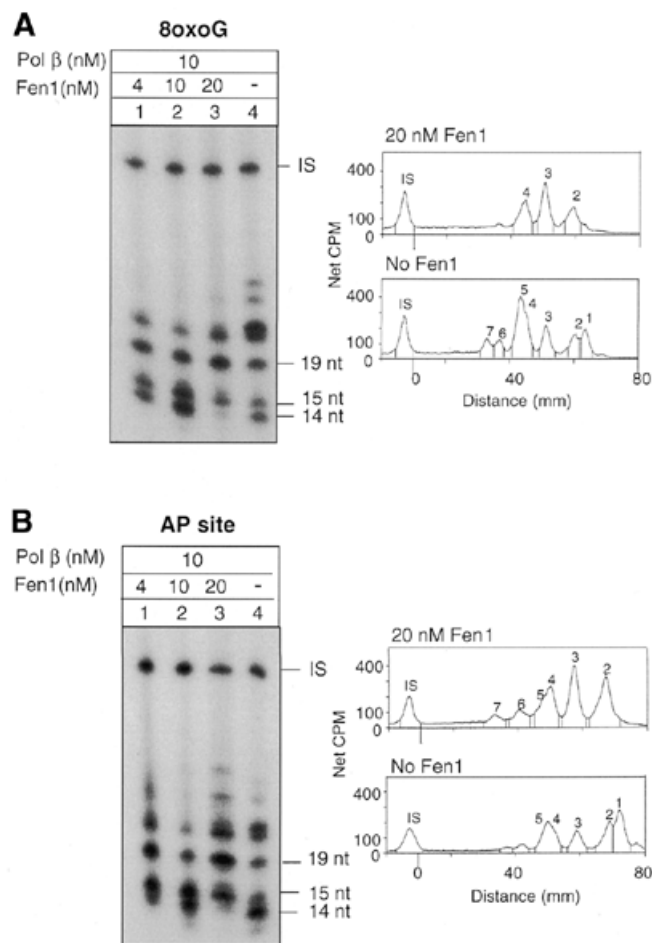 A
8oxoG
Pol β (nM) 10
Fen1(nM) 4 10 20 -
1 2 3 4
IS
19 nt
15 nt
14 nt
20 nM Fen1
400
100
0
IS
4
3
2
No Fen1
400
100
0
IS
7
6
5
4
3
2
1
Net CPM
0 40 80
Distance (mm)
B
AP site
Pol β (nM) 10
Fen1(nM) 4 10 20 -
1 2 3 4
IS
19 nt
15 nt
14 nt
20 nM Fen1
400
100
0
IS
7
6
5
4
3
2
No Fen1
400
100
0
IS
5
4
3
2
1
Net CPM
0 40 80
Distance (mm)